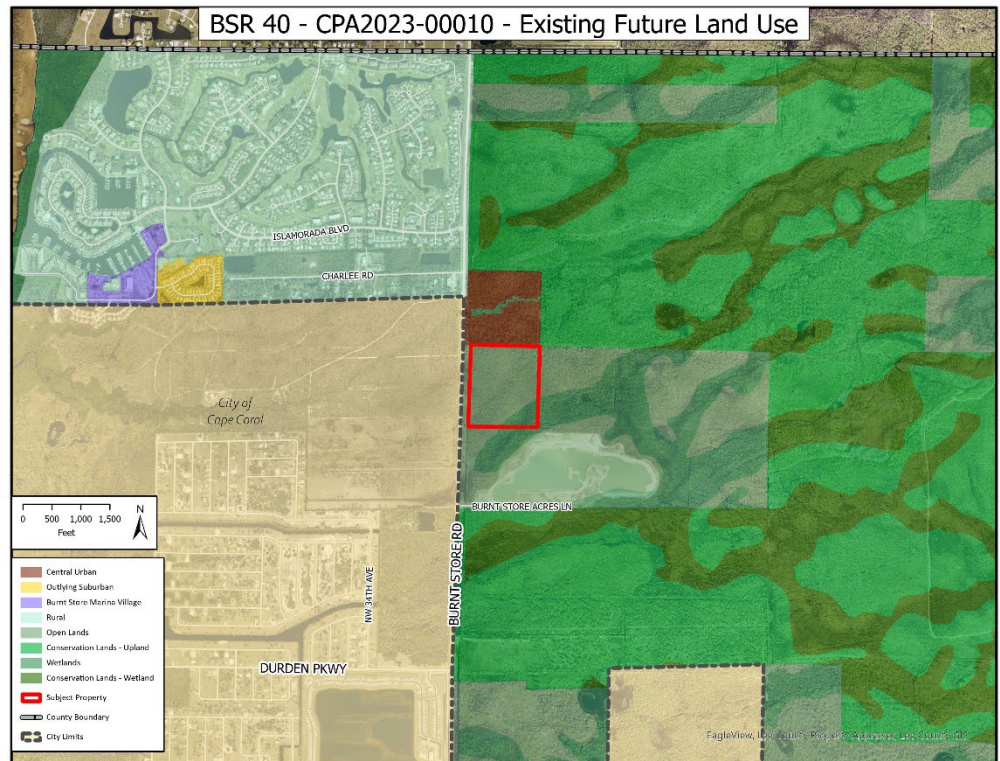 BSR 40 - CPA2023-00010 - Existing Future Land Use
ISLAMORADA BLVD
CHARLEE RD
City of
Cape Coral
BURNT STORE ACRES LN
BURNT STORE RD
NW 34TH AVE
DURDEN PKWY
0 500 1,000 1,500
Feet
N
Central Urban
Outlying Suburban
Burnt Store Marina Village
Rural
Open Lands
Conservation Lands - Upland
Wetlands
Conservation Lands - Wetland
Subject Property
County Boundary
City Limits
EagleView, Lee County Property Appraiser, Lee County GIS